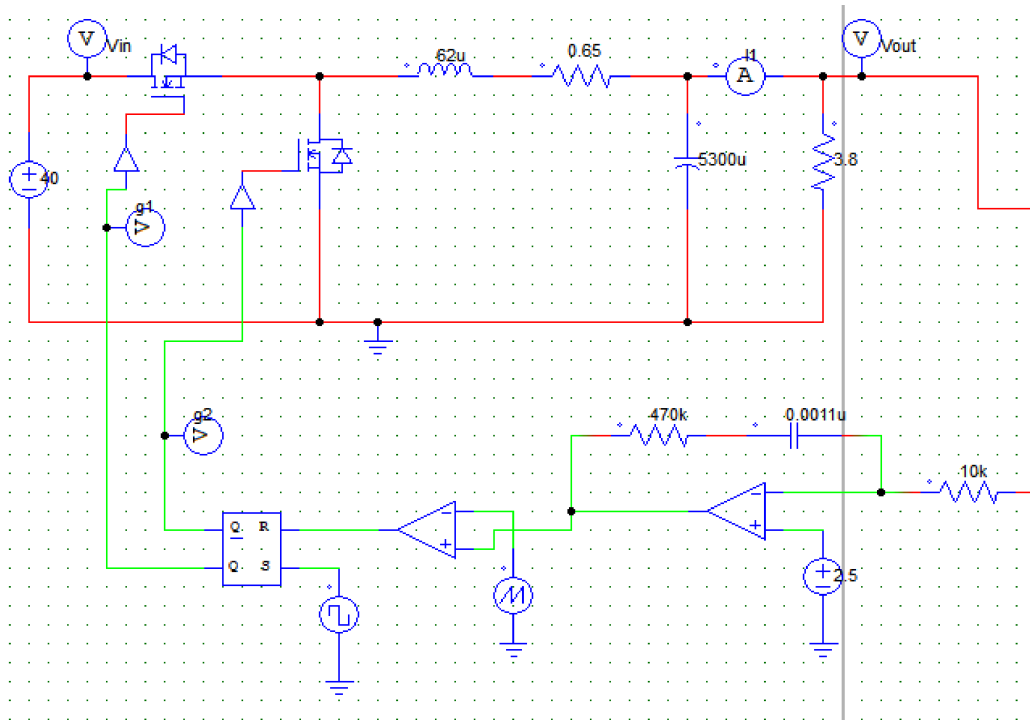 V
Vin
V
Vout
62u
0.65
I1
A
40
5300u
3.8
g1
V
g2
V
470k
0.0011u
10k
Q R
Q S
2.5